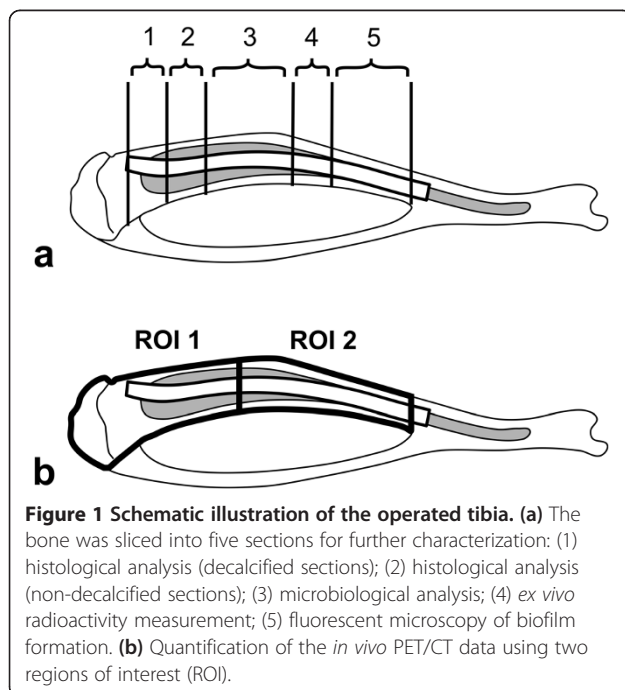 1 2 3 4 5
a
ROI 1 ROI 2
b
Figure 1 Schematic illustration of the operated tibia. (a) The
bone was sliced into five sections for further characterization: (1)
histological analysis (decalcified sections); (2) histological analysis
(non-decalcified sections); (3) microbiological analysis; (4) ex vivo
radioactivity measurement; (5) fluorescent microscopy of biofilm
formation. (b) Quantification of the in vivo PET/CT data using two
regions of interest (ROI).